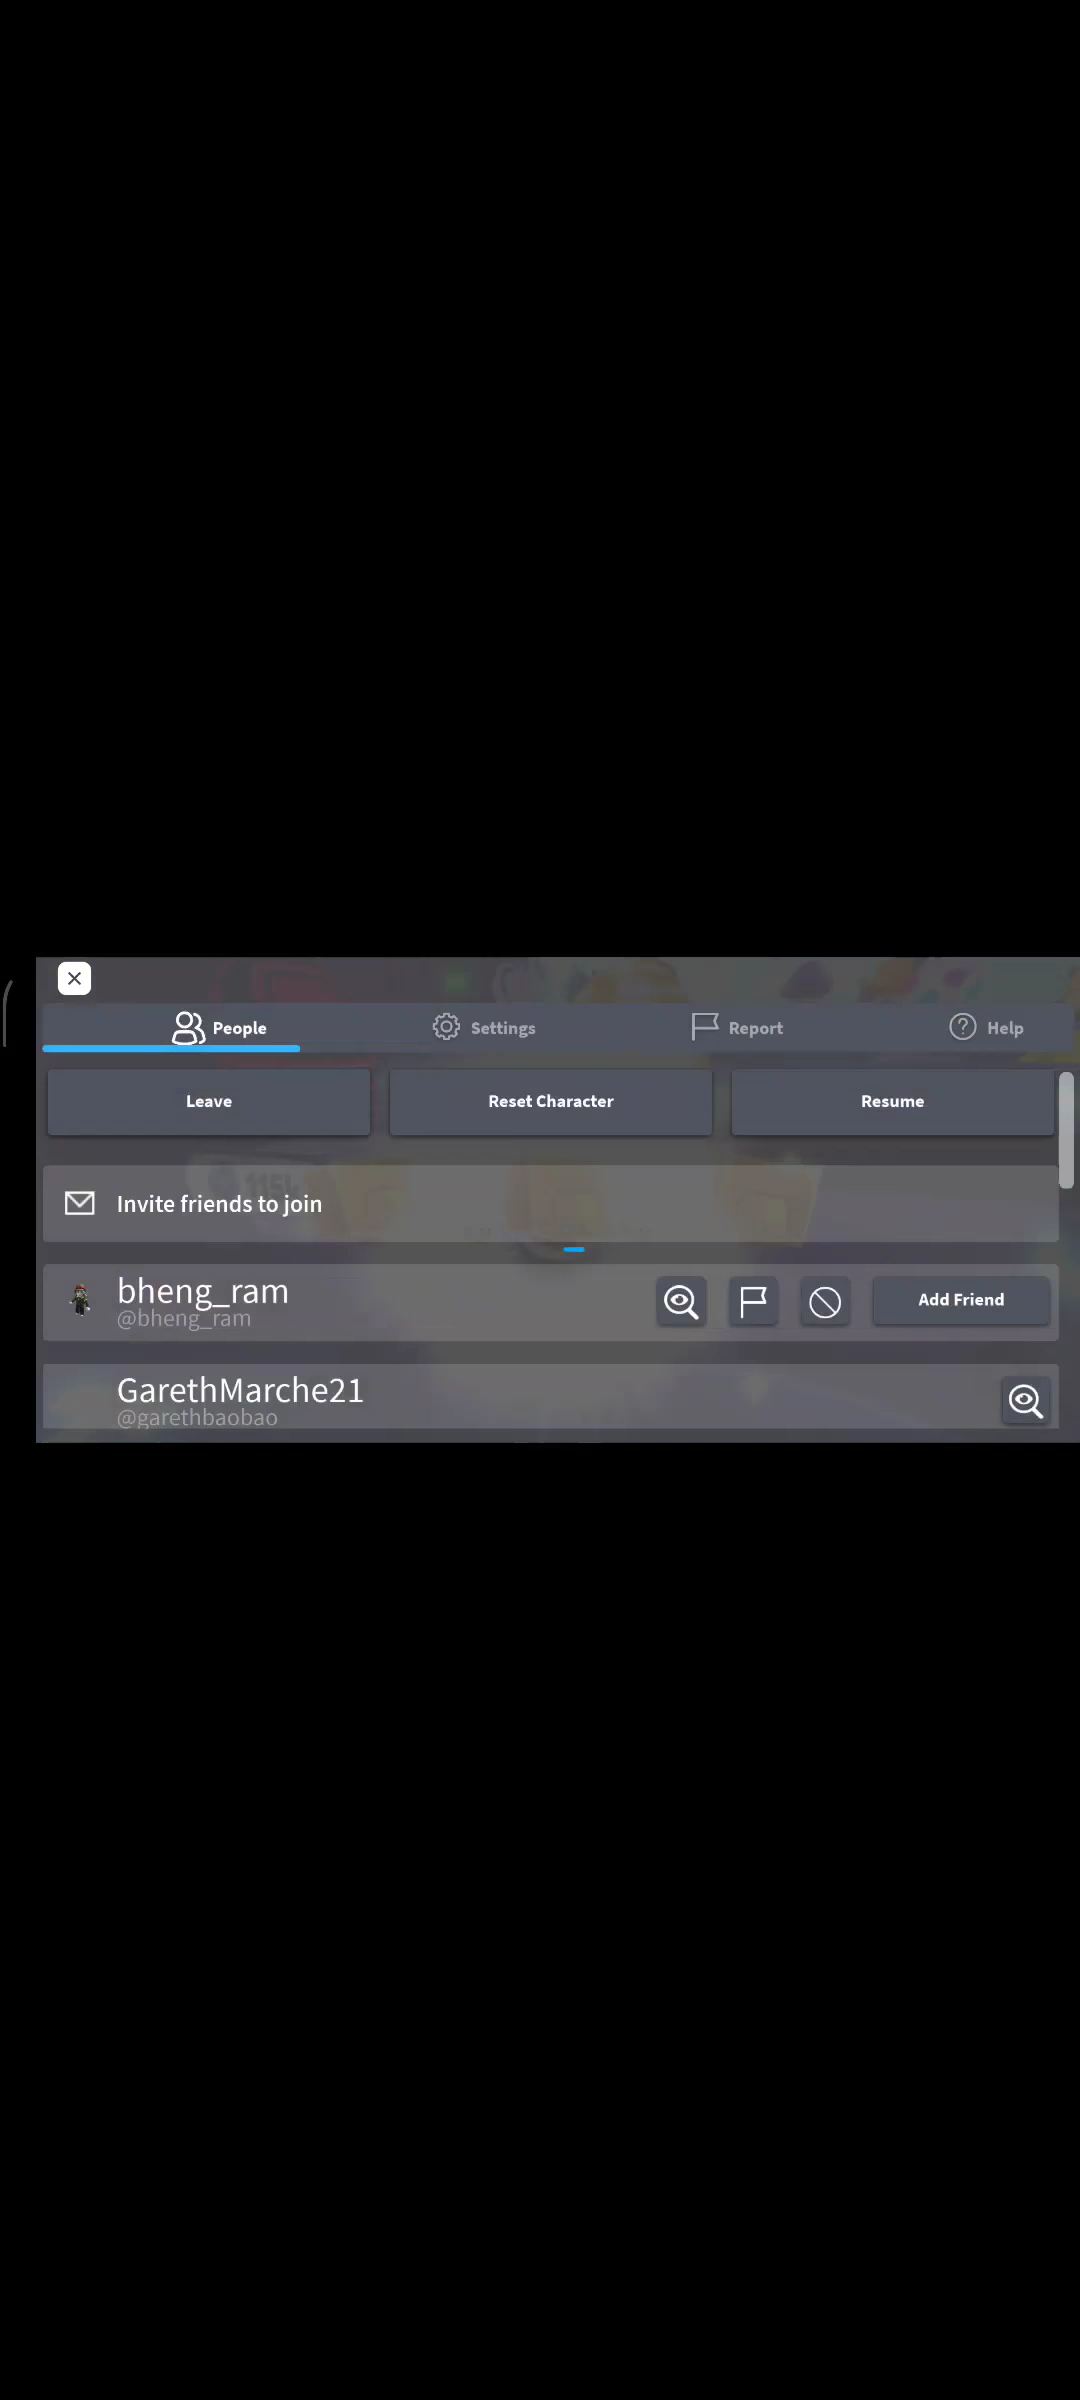 People
Settings
Report
Help
Leave
Reset Character
Resume
Invite friends to join
bheng_ram
@bheng_ram
Add Friend
GarethMarche21
@garethbaobao